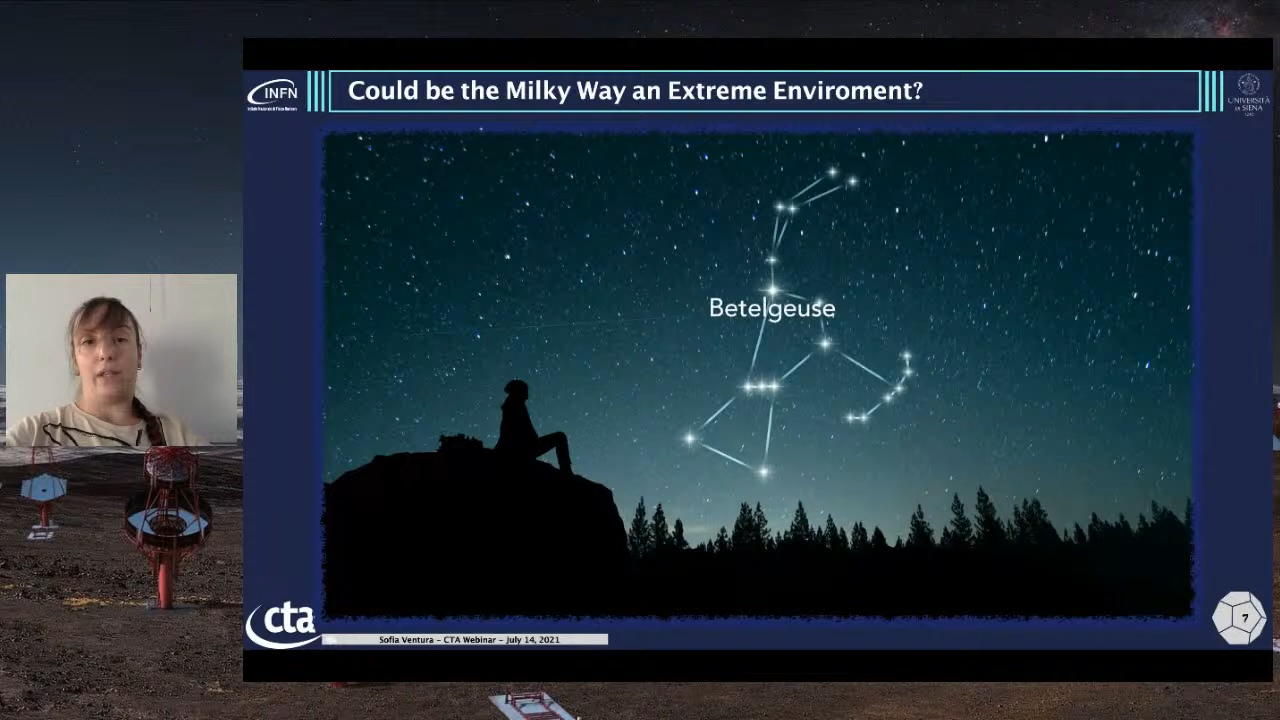 INFN
Could be the Milky Way an Extreme Enviroment?
UNIVERSITÀ
DI SIENA
1240
Betelgeuse
cta
Sofia Ventura – CTA Webinar – July 14, 2021
7